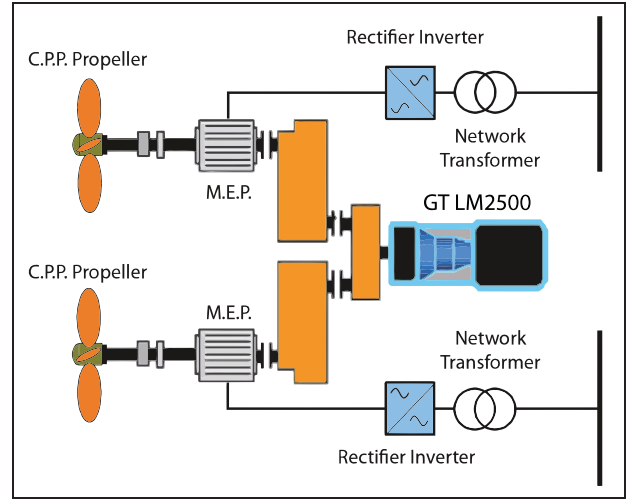 Rectifier Inverter
C.P.P. Propeller
Network
Transformer
M.E.P.
GT LM2500
C.P.P. Propeller
M.E.P.
Network
Transformer
Rectifier Inverter